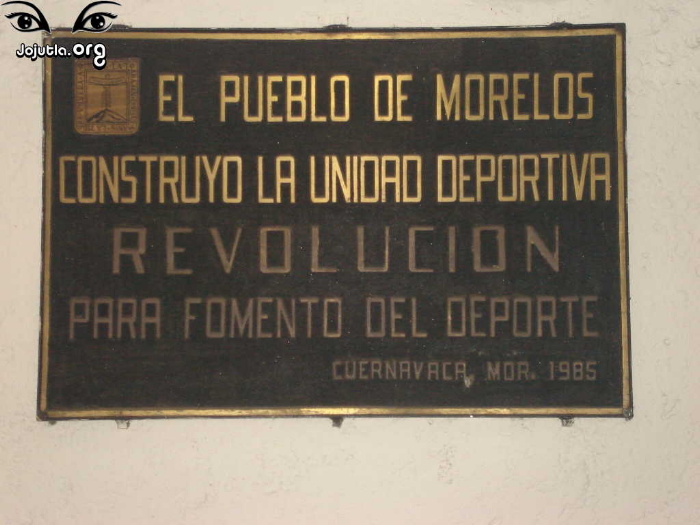 Jojutla.org
EL PUEBLO DE MORELOS
CONSTRUYO LA UNIDAD DEPORTIVA
REVOLUCION
PARA FOMENTO DEL DEPORTE
CUERNAVACA, MOR. 1985